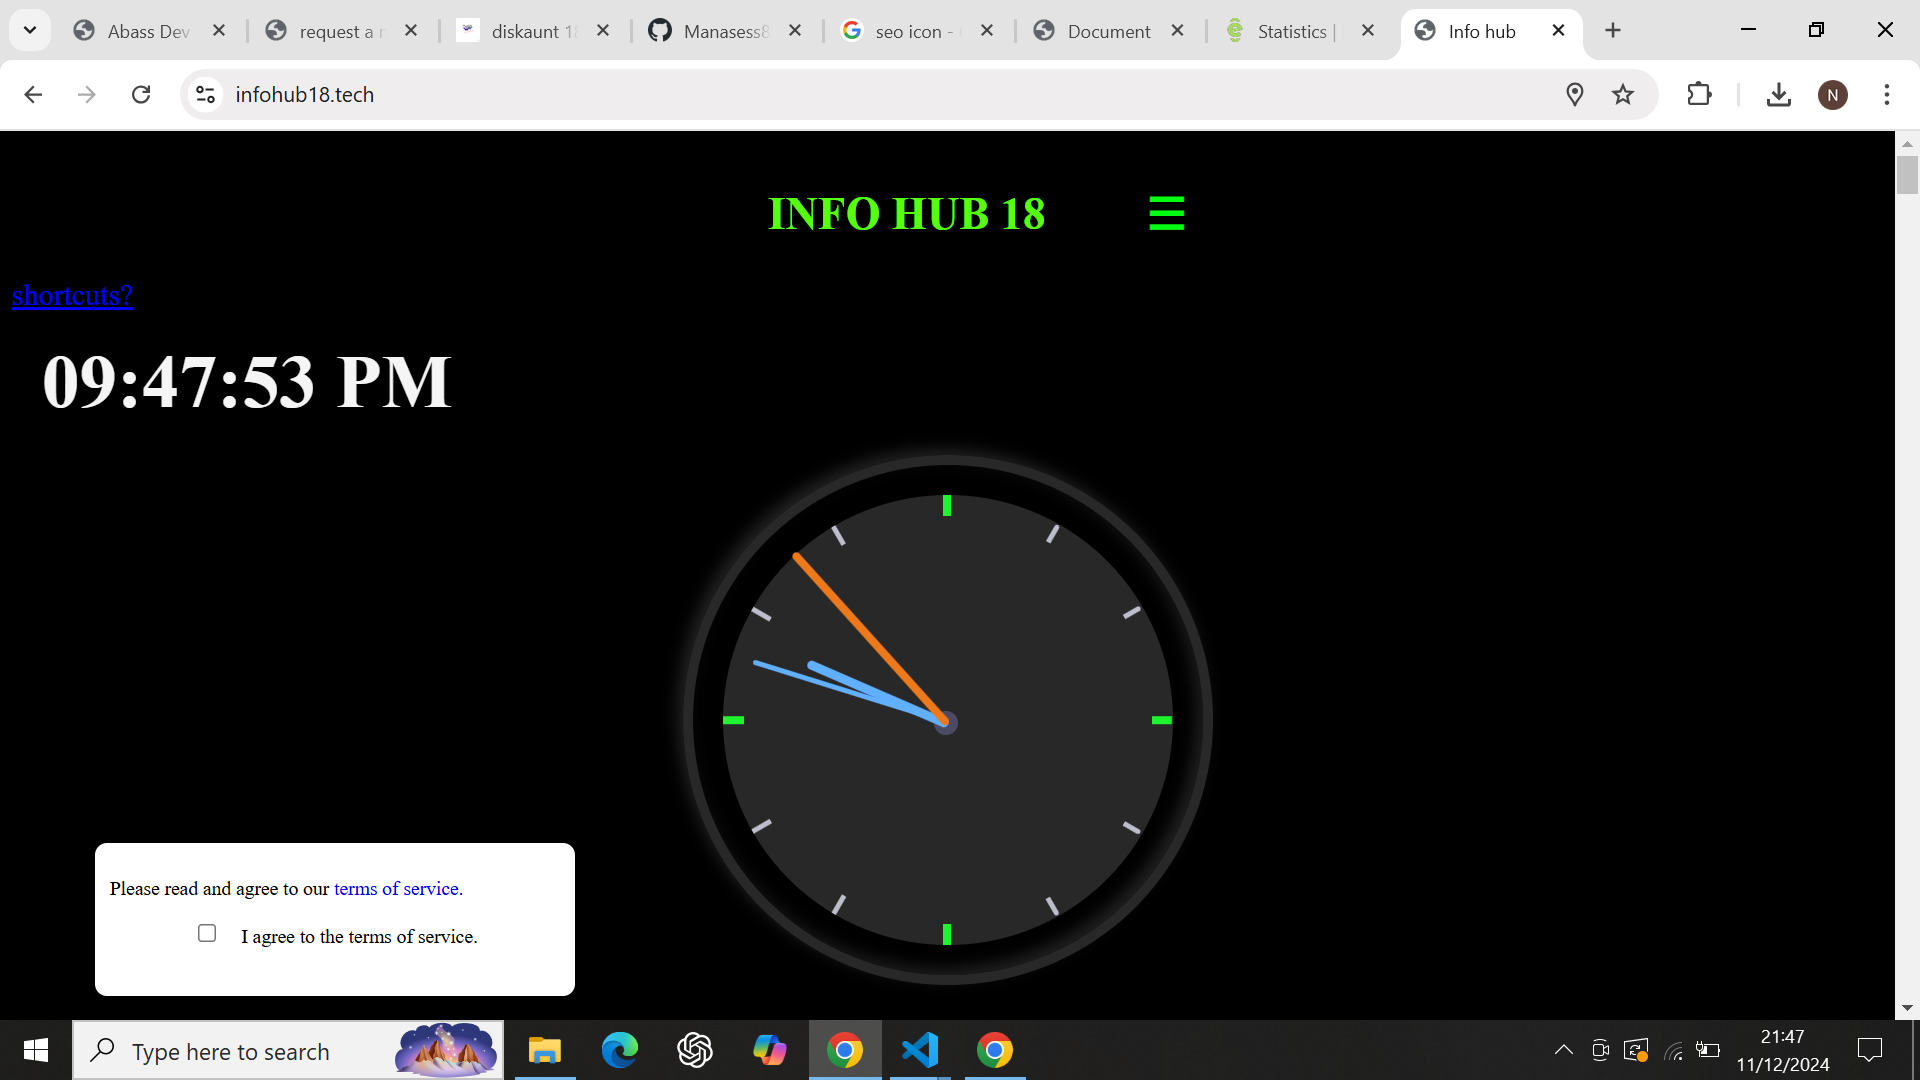 Abass Dev
request a
diskaunt 18
Manasess8
seo icon -
Document
Statistics |
Info hub
infohub18.tech
N
INFO HUB 18
shortcuts?
09:47:53 PM
Please read and agree to our terms of service.
I agree to the terms of service.
Type here to search
21:47
11/12/2024